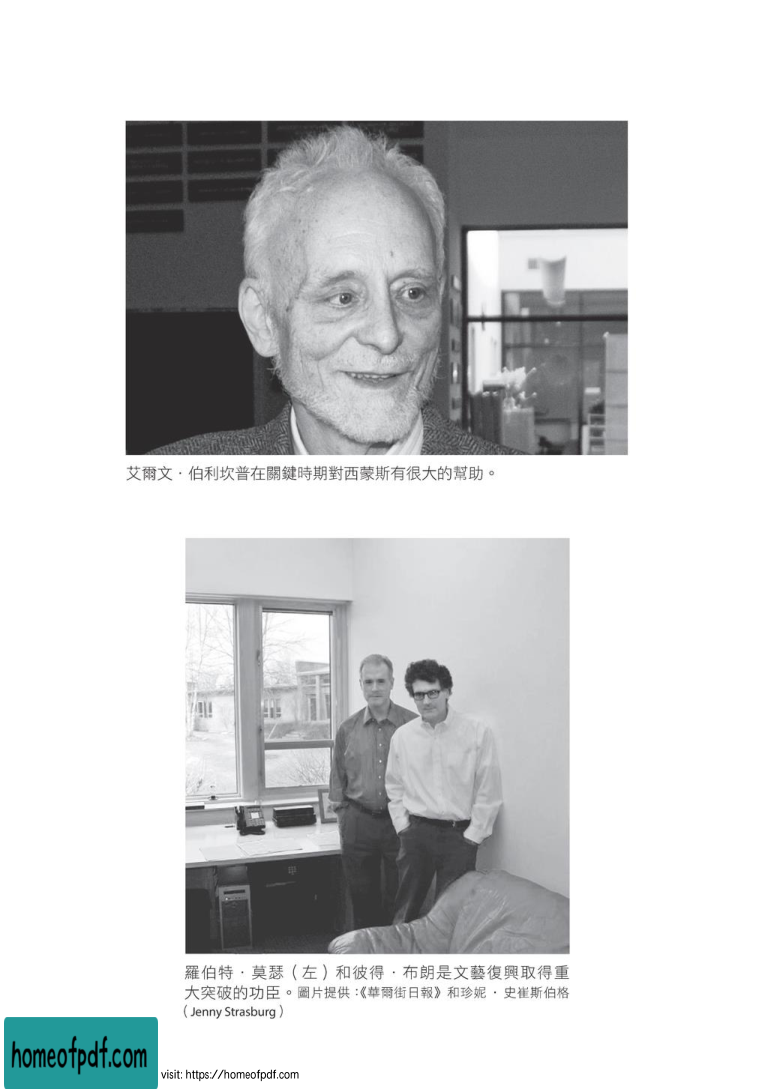 艾爾文．伯利坎普在關鍵時期對西蒙斯有很大的幫助。
羅伯特．莫瑟（左）和彼得．布朗是文藝復興取得重
大突破的功臣。圖片提供：《華爾街日報》和珍妮．史崔斯伯格
（Jenny Strasburg）
homeofpdf.com
visit: https://homeofpdf.com